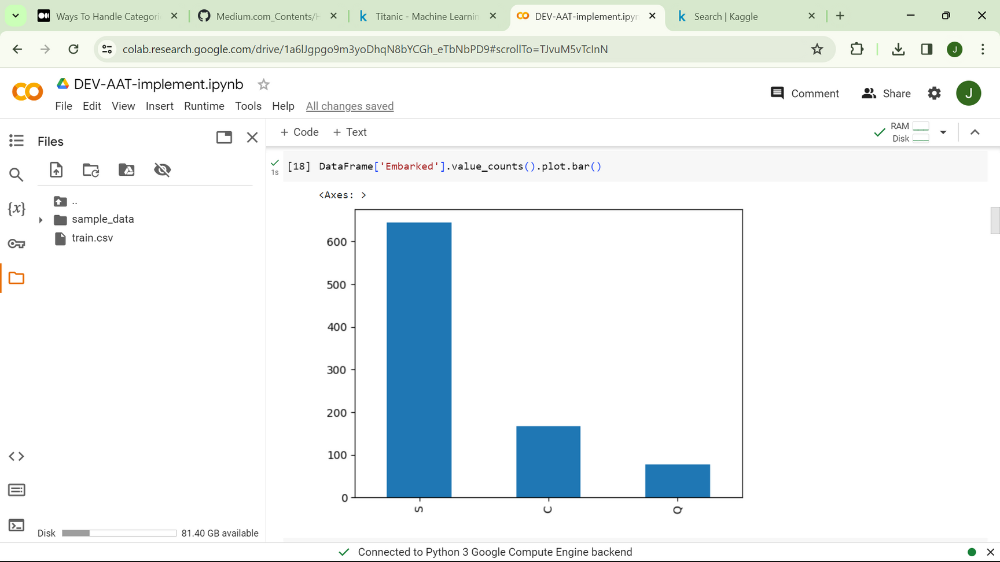 Ways To Handle Categori
Medium.com_Contents/H
Titanic - Machine Learnin
DEV-AAT-implement.ipyn
Search | Kaggle
colab.research.google.com/drive/1a6lJgpgo9m3yoDhqN8bYCGh_eTbNbPD9#scrollTo=TJvuM5vTcInN
J
DEV-AAT-implement.ipynb
File Edit View Insert Runtime Tools Help All changes saved
Comment
Share
J
Files
+ Code + Text
RAM
Disk
..
sample_data
train.csv
{x}
1s
[18] DataFrame['Embarked'].value_counts().plot.bar()
<Axes: >
600
500
400
300
200
100
0
S
C
Q
Disk
81.40 GB available
Connected to Python 3 Google Compute Engine backend